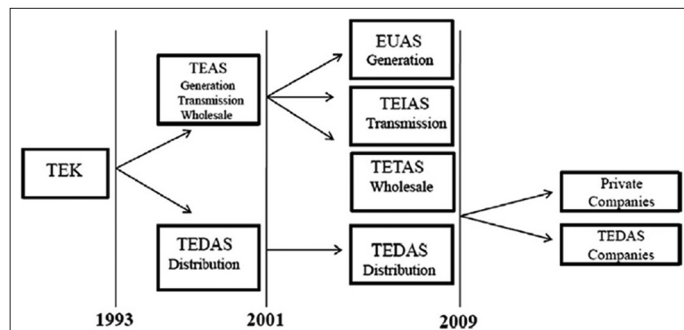 TEK
TEAS
Generation
Transmission
Wholesale
TEDAS
Distribution
EUAS
Generation
TEIAS
Transmission
TETAS
Wholesale
TEDAS
Distribution
Private
Companies
TEDAS
Companies
1993
2001
2009